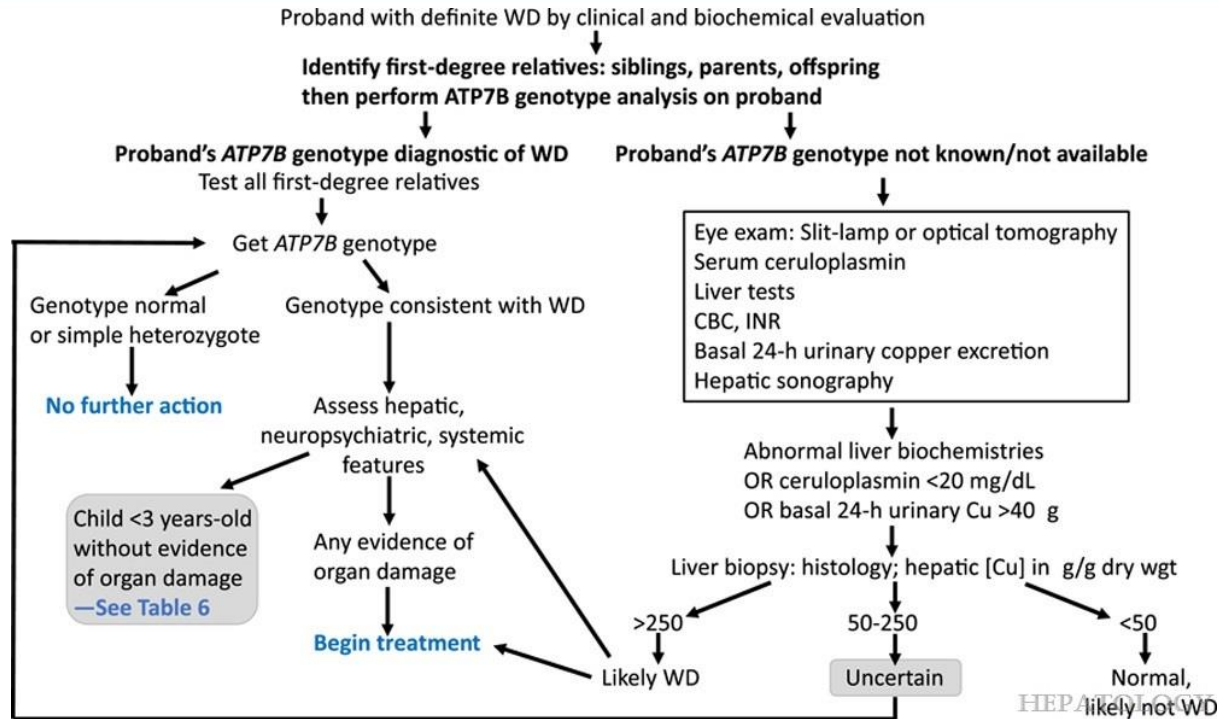 Proband with definite WD by clinical and biochemical evaluation
Identify first-degree relatives: siblings, parents, offspring
then perform ATP7B genotype analysis on proband
Proband's ATP7B genotype diagnostic of WD
Test all first-degree relatives
Get ATP7B genotype
Genotype normal
or simple heterozygote
No further action
Genotype consistent with WD
Assess hepatic,
neuropsychiatric, systemic
features
Child <3 years-old
without evidence
of organ damage
—See Table 6
Any evidence of
organ damage
Begin treatment
Proband's ATP7B genotype not known/not available
Eye exam: Slit-lamp or optical tomography
Serum ceruloplasmin
Liver tests
CBC, INR
Basal 24-h urinary copper excretion
Hepatic sonography
Abnormal liver biochemistries
OR ceruloplasmin <20 mg/dL
OR basal 24-h urinary Cu >40 g
Liver biopsy: histology; hepatic [Cu] in g/g dry wgt
>250
Likely WD
50-250
Uncertain
<50
Normal,
likely not WD
HEPATOLOGY